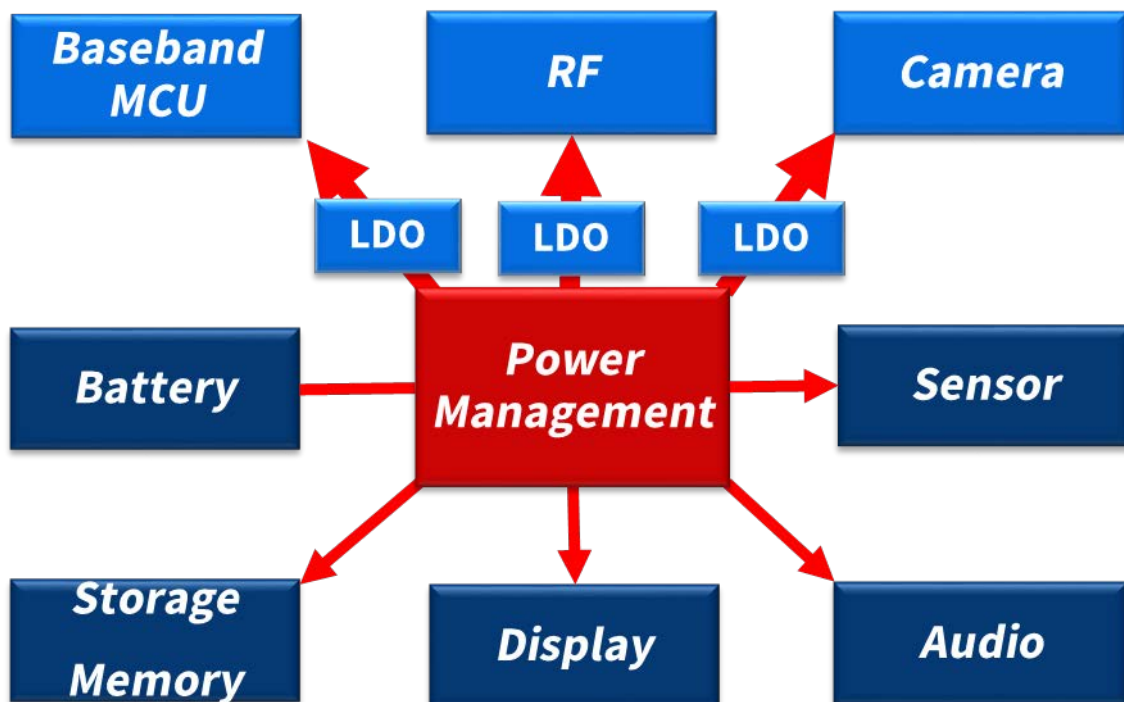 Baseband
MCU
RF
Camera
LDO
LDO
LDO
Battery
Power
Management
Sensor
Storage
Memory
Display
Audio